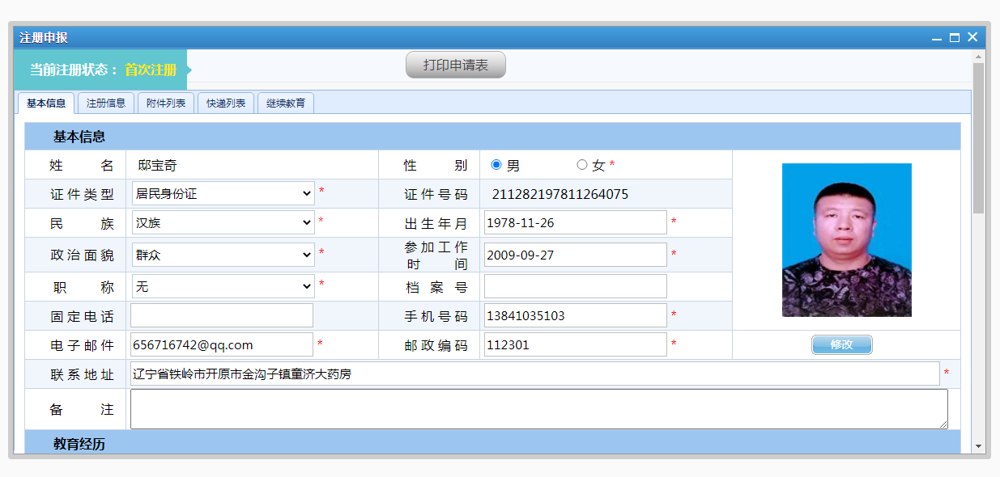 注册申报
当前注册状态： 首次注册
打印申请表
基本信息 注册信息 附件列表 快递列表 继续教育
基本信息
姓 名 邸宝奇 性 别 男 女 *
证件类型 居民身份证 * 证件号码 211282197811264075
民 族 汉族 * 出生年月 1978-11-26 *
政治面貌 群众 * 参加工作时 间 2009-09-27 *
职 称 无 * 档 案 号
固定电话 手机号码 13841035103 *
电子邮件 656716742@qq.com * 邮政编码 112301 * 修改
联系地址 辽宁省铁岭市开原市金沟子镇童济大药房 *
备 注
教育经历